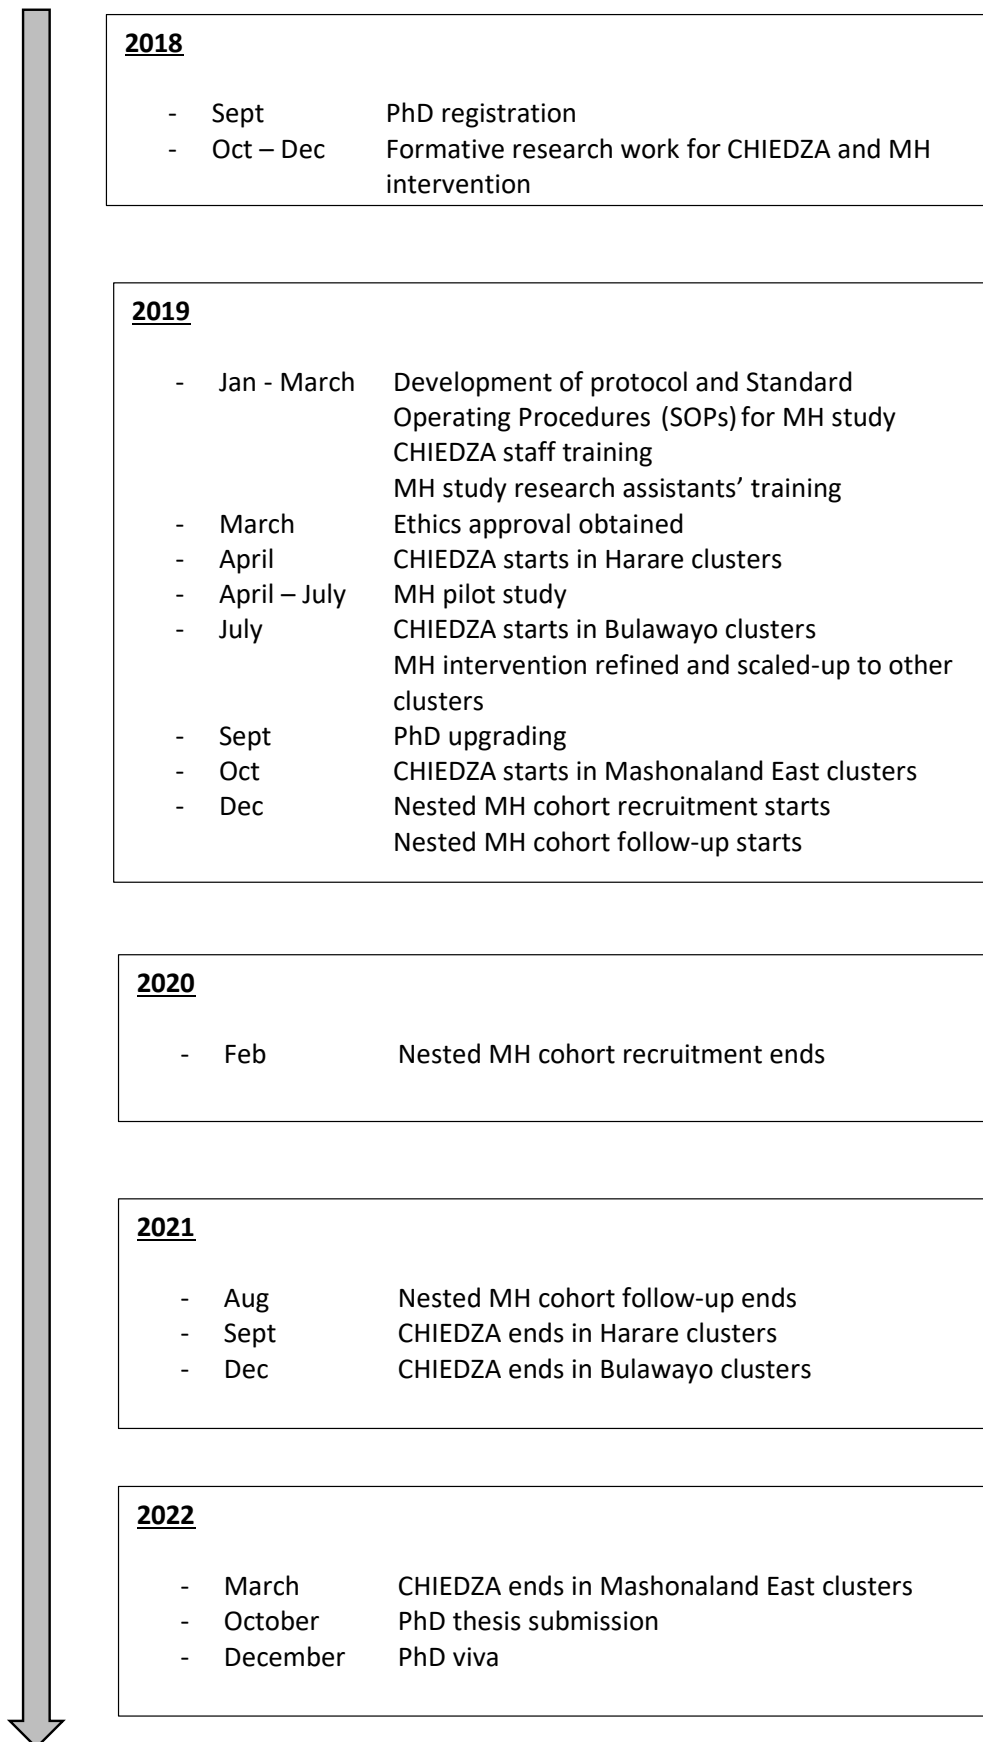 2018
- Sept PhD registration
- Oct – Dec Formative research work for CHIEDZA and MH
intervention
2019
- Jan - March Development of protocol and Standard
Operating Procedures (SOPs) for MH study
CHIEDZA staff training
MH study research assistants’ training
- March Ethics approval obtained
- April CHIEDZA starts in Harare clusters
- April – July MH pilot study
- July CHIEDZA starts in Bulawayo clusters
MH intervention refined and scaled-up to other
clusters
- Sept PhD upgrading
- Oct CHIEDZA starts in Mashonaland East clusters
- Dec Nested MH cohort recruitment starts
Nested MH cohort follow-up starts
2020
- Feb Nested MH cohort recruitment ends
2021
- Aug Nested MH cohort follow-up ends
- Sept CHIEDZA ends in Harare clusters
- Dec CHIEDZA ends in Bulawayo clusters
2022
- March CHIEDZA ends in Mashonaland East clusters
- October PhD thesis submission
- December PhD viva